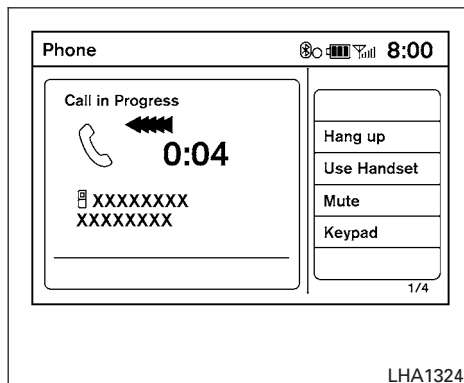 Phone
8:00
Call in Progress
0:04
XXXXXXXX
XXXXXXXX
Hang up
Use Handset
Mute
Keypad
1/4
LHA1324